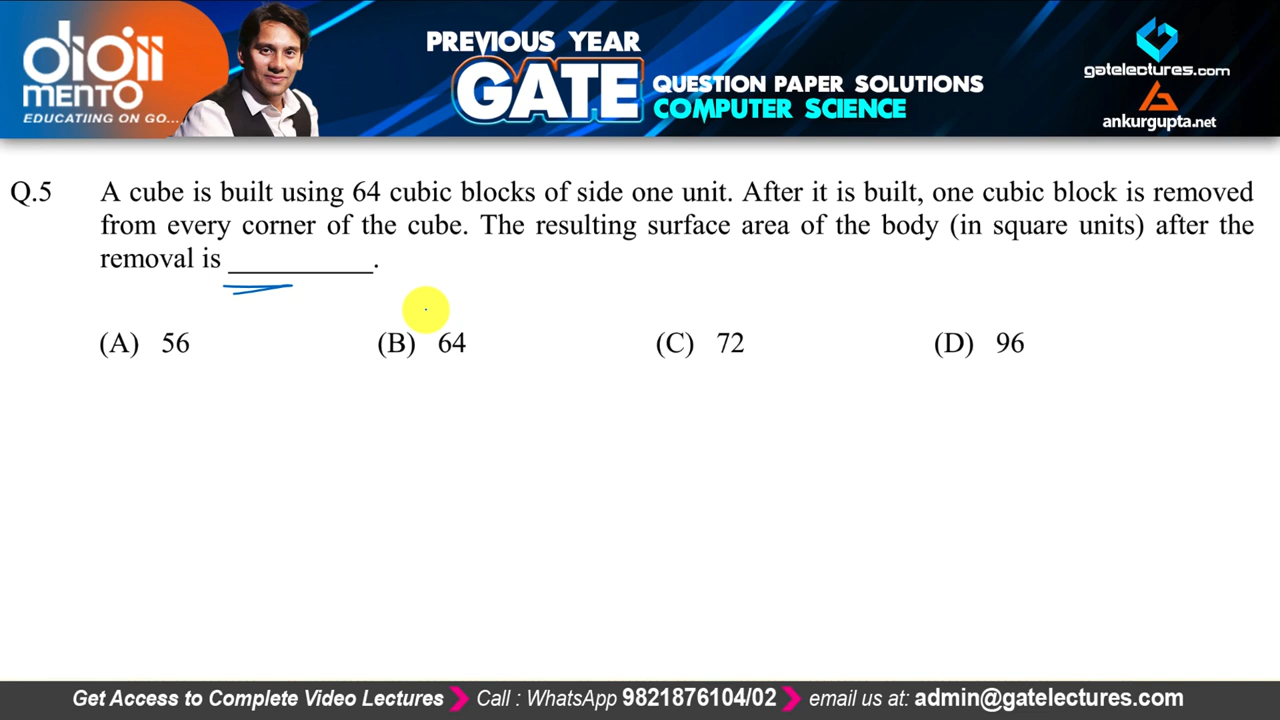 digiimento
EDUCATIING ON GO...
PREVIOUS YEAR
GATE
QUESTION PAPER SOLUTIONS
COMPUTER SCIENCE
gatelectures.com
ankurgupta.net
Q.5 A cube is built using 64 cubic blocks of side one unit. After it is built, one cubic block is removed
from every corner of the cube. The resulting surface area of the body (in square units) after the
removal is __________.
(A) 56 (B) 64 (C) 72 (D) 96
Get Access to Complete Video Lectures Call : WhatsApp 9821876104/02 email us at: admin@gatelectures.com